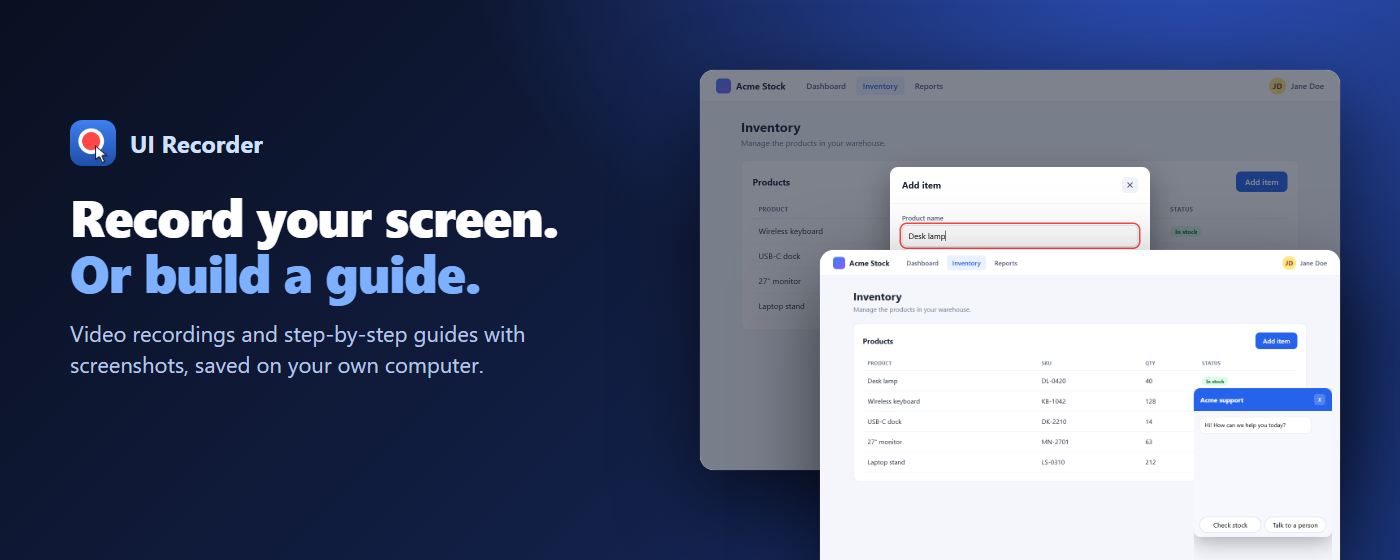 UI Recorder
Record your screen.
Or build a guide.
Video recordings and step-by-step guides with
screenshots, saved on your own computer.
Acme Stock Dashboard Inventory Reports JD Jane Doe
Inventory
Manage the products in your warehouse.
Products Add item
PRODUCT STATUS
Wireless keyboard In stock
USB-C dock
27" monitor
Laptop stand
Add item ×
Product name
Desk lamp
Acme Stock Dashboard Inventory Reports JD Jane Doe
Inventory
Manage the products in your warehouse.
Products Add item
PRODUCT SKU QTY STATUS
Desk lamp DL-0420 40 In stock
Wireless keyboard KB-1042 128
USB-C dock DK-2210 14
27" monitor MN-2701 63
Laptop stand LS-0310 212
Acme support
Hi! How can we help you today?
Check stock Talk to a person